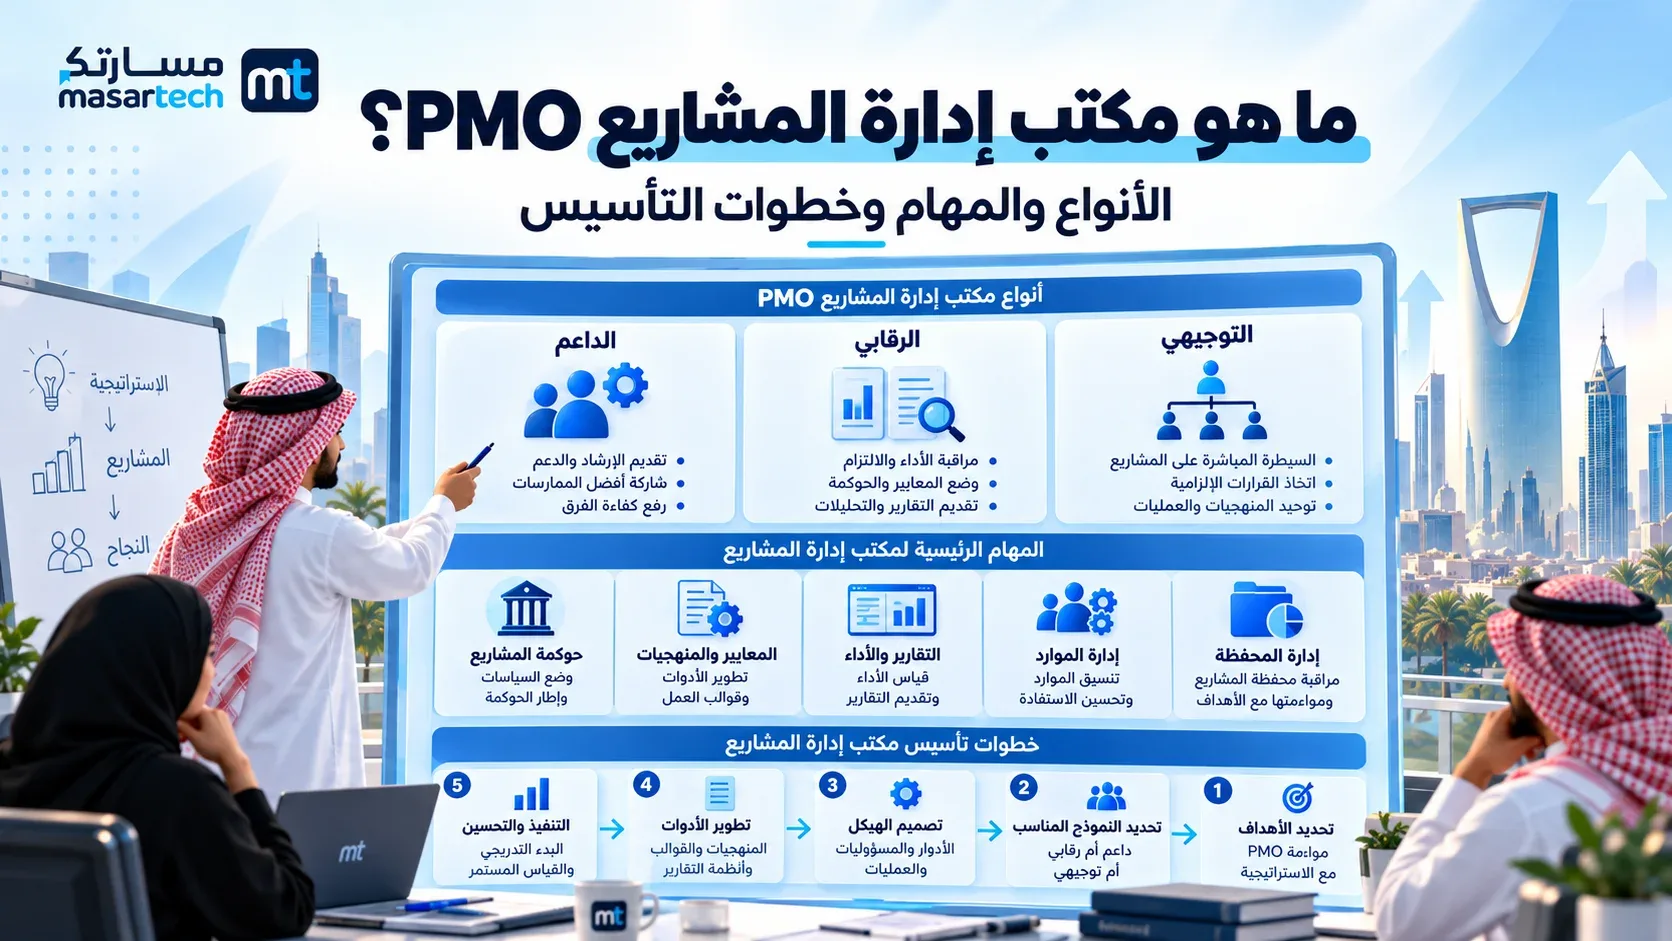 مسارتك
masartech
mt
ما هو مكتب إدارة المشاريع PMO؟
الأنواع والمهام وخطوات التأسيس
الإستراتيجية
المشاريع
النجاح
أنواع مكتب إدارة المشاريع PMO
التوجيهي
السيطرة المباشرة على المشاريع
اتخاذ القرارات الإلزامية
توحيد المنهجيات والعمليات
الرقابي
مراقبة الأداء والالتزام
وضع المعايير والحوكمة
تقديم التقارير والتحليلات
الداعم
تقديم الإرشاد والدعم
شاركة أفضل الممارسات
رفع كفاءة الفرق
المهام الرئيسية لمكتب إدارة المشاريع
إدارة المحفظة
مراقبة محفظة المشاريع
ومواءمتها مع الأهداف
إدارة الموارد
تنسيق الموارد
وتحسين الاستفادة
التقارير والأداء
قياس الأداء
وتقديم التقارير
المعايير والمنهجيات
تطوير الأدوات
وقوالب العمل
حوكمة المشاريع
وضع السياسات
وإطار الحوكمة
خطوات تأسيس مكتب إدارة المشاريع
1
تحديد الأهداف
مواءمة PMO
مع الاستراتيجية
2
تحديد النموذج المناسب
داعم أم رقابي
أم توجيهي
3
تصميم الهيكل
الأدوار والمسؤوليات
والعمليات
4
تطوير الأدوات
المنهجيات والقوالب
وأنظمة التقارير
5
التنفيذ والتحسين
البدء التدريجي
والقياس المستمر
mt
mt